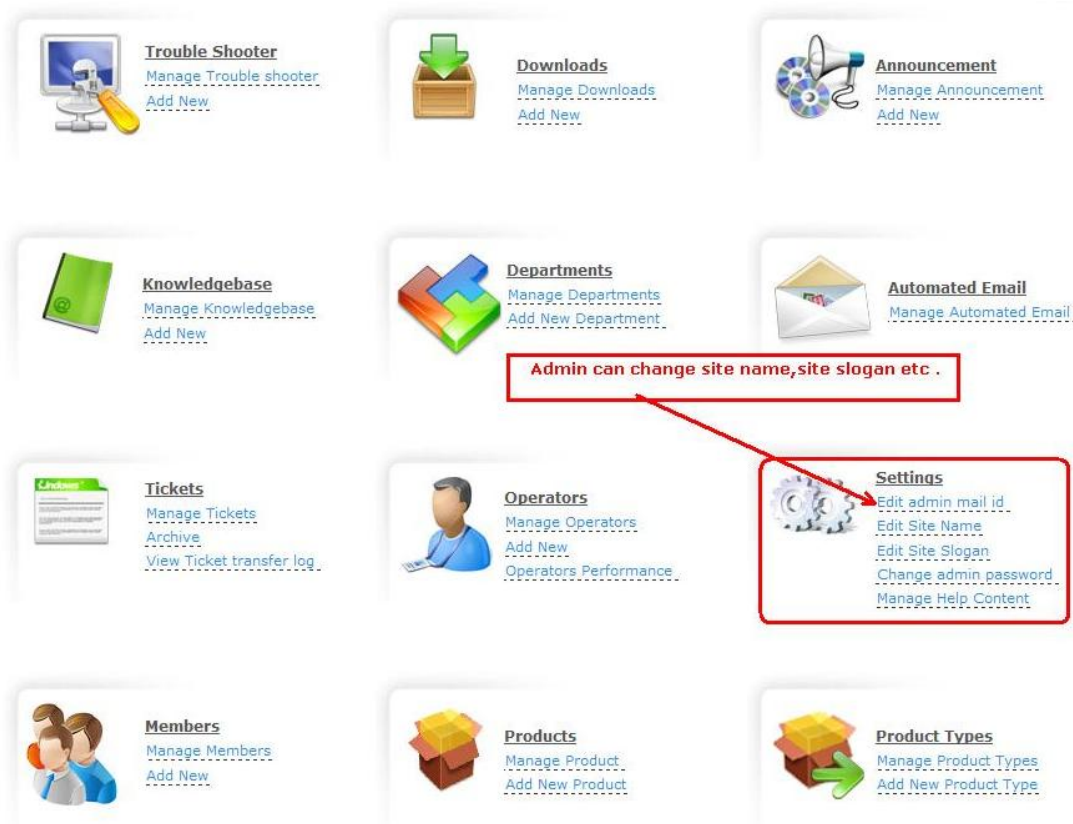 Trouble Shooter
Manage Trouble shooter
Add New
Downloads
Manage Downloads
Add New
Announcement
Manage Announcement
Add New
Knowledgebase
Manage Knowledgebase
Add New
Departments
Manage Departments
Add New Department
Automated Email
Manage Automated Email
Admin can change site name,site slogan etc .
Tickets
Manage Tickets
Archive
View Ticket transfer log
Operators
Manage Operators
Add New
Operators Performance
Settings
Edit admin mail id
Edit Site Name
Edit Site Slogan
Change admin password
Manage Help Content
Members
Manage Members
Add New
Products
Manage Product
Add New Product
Product Types
Manage Product Types
Add New Product Type